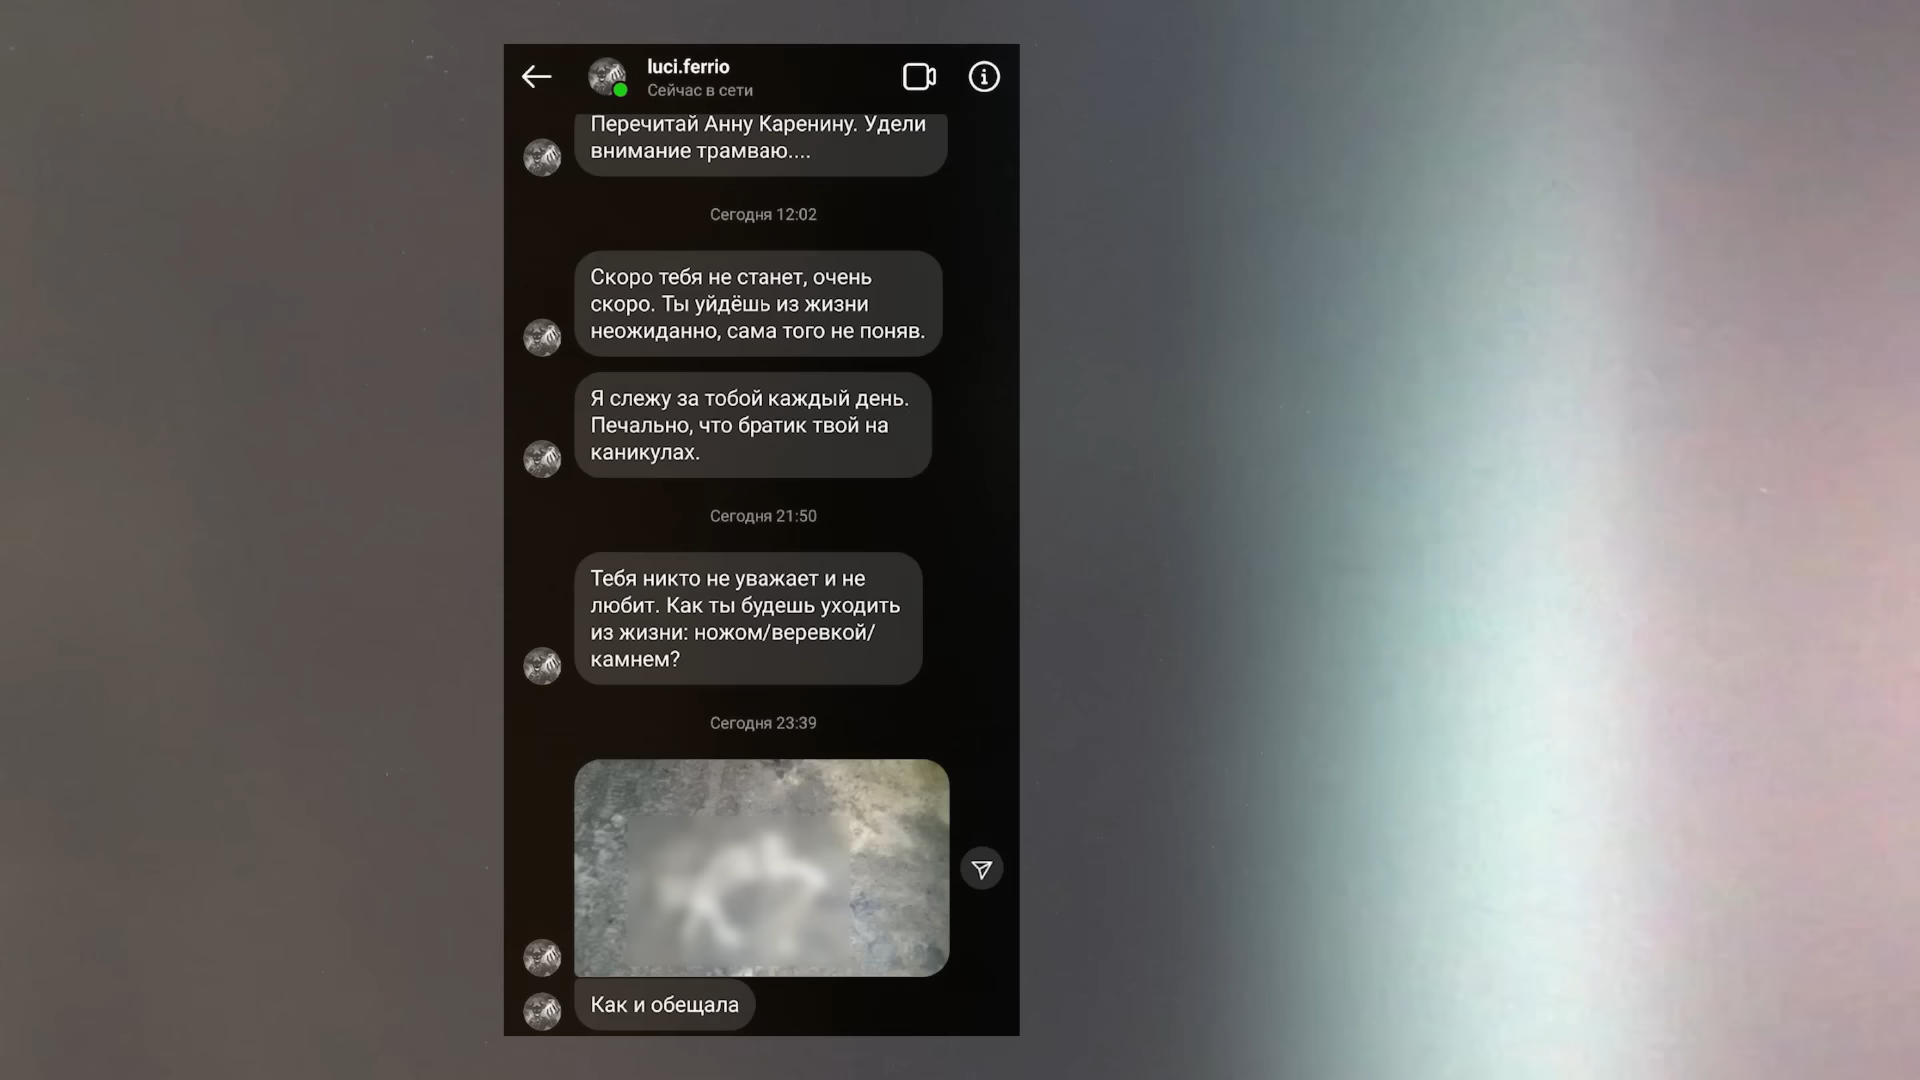 luci.ferrio
Сейчас в сети
Перечитай Анну Каренину. Удели
внимание трамваю....
Сегодня 12:02
Скоро тебя не станет, очень
скоро. Ты уйдёшь из жизни
неожиданно, сама того не поняв.
Я слежу за тобой каждый день.
Печально, что братик твой на
каникулах.
Сегодня 21:50
Тебя никто не уважает и не
любит. Как ты будешь уходить
из жизни: ножом/веревкой/
камнем?
Сегодня 23:39
Как и обещала